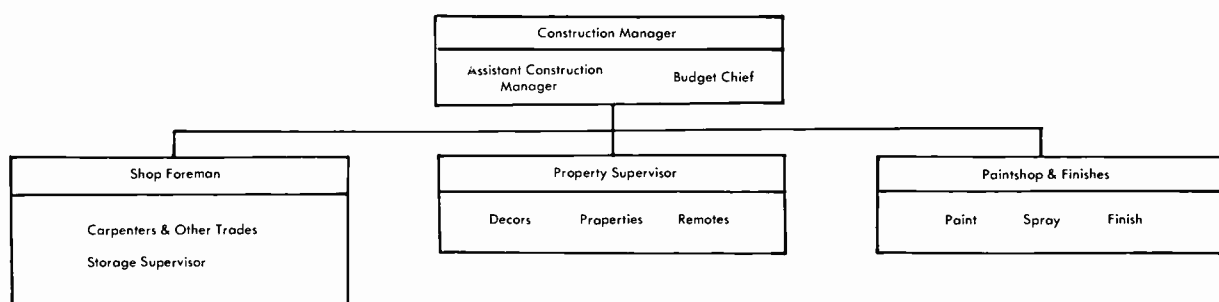 Construction Manager
Assistant Construction
Manager
Budget Chief
Shop Foreman
Carpenters & Other Trades
Storage Supervisor
Property Supervisor
Decors Properties Remotes
Paintshop & Finishes
Paint Spray Finish